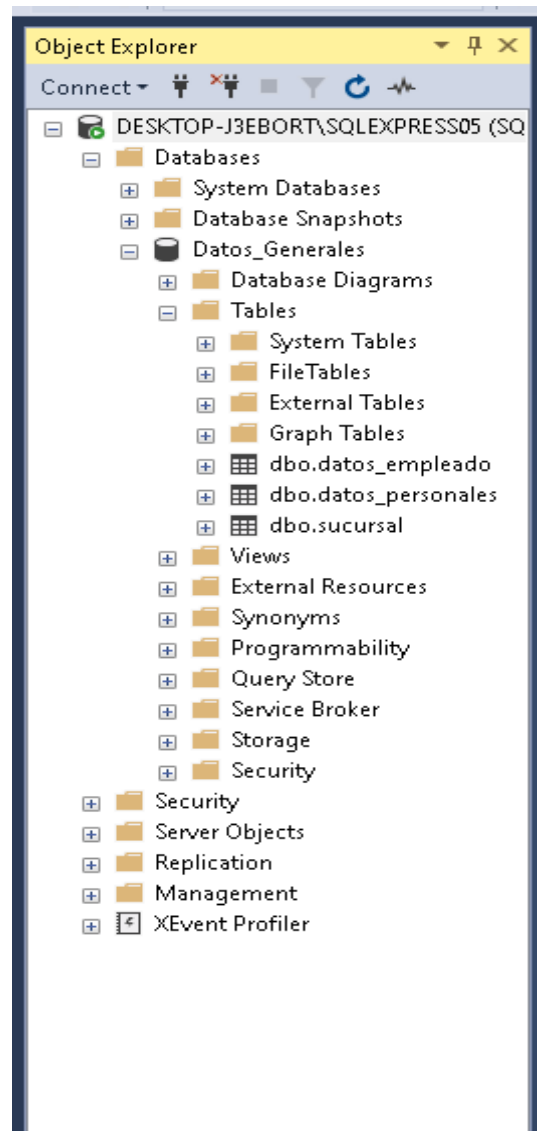 Object Explorer
Connect
DESKTOP-J3EBORT\SQLEXPRESS05 (SQ
Databases
System Databases
Database Snapshots
Datos_Generales
Database Diagrams
Tables
System Tables
FileTables
External Tables
Graph Tables
dbo.datos_empleado
dbo.datos_personales
dbo.sucursal
Views
External Resources
Synonyms
Programmability
Query Store
Service Broker
Storage
Security
Security
Server Objects
Replication
Management
XEvent Profiler